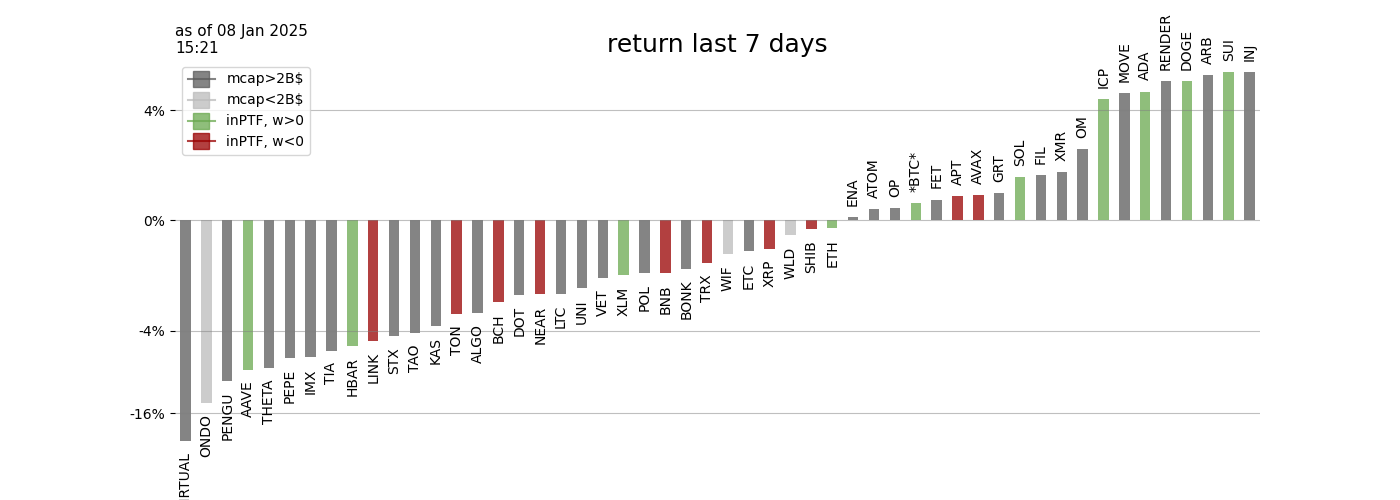 as of 08 Jan 2025
15:21
return last 7 days
mcap>2B$
mcap<2B$
inPTF, w>0
inPTF, w<0
4%
0%
-4%
-16%
RTUAL
ONDO
PENGU
AAVE
THETA
PEPE
IMX
TIA
HBAR
LINK
STX
TAO
KAS
TON
ALGO
BCH
DOT
NEAR
LTC
UNI
VET
XLM
POL
BNB
BONK
TRX
WIF
ETC
XRP
WLD
SHIB
ETH
ENA
ATOM
OP
*BTC*
FET
APT
AVAX
GRT
SOL
FIL
XMR
OM
ICP
MOVE
ADA
RENDER
DOGE
ARB
SUI
INJ